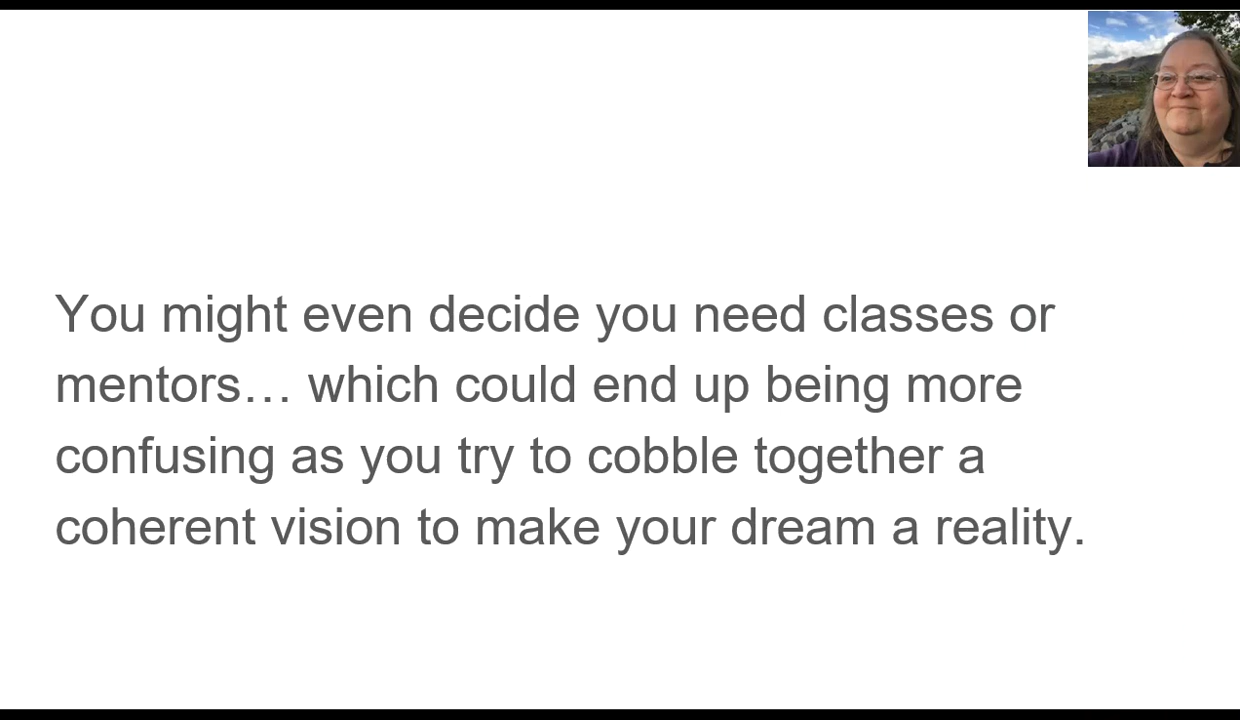 You might even decide you need classes or
mentors… which could end up being more
confusing as you try to cobble together a
coherent vision to make your dream a reality.